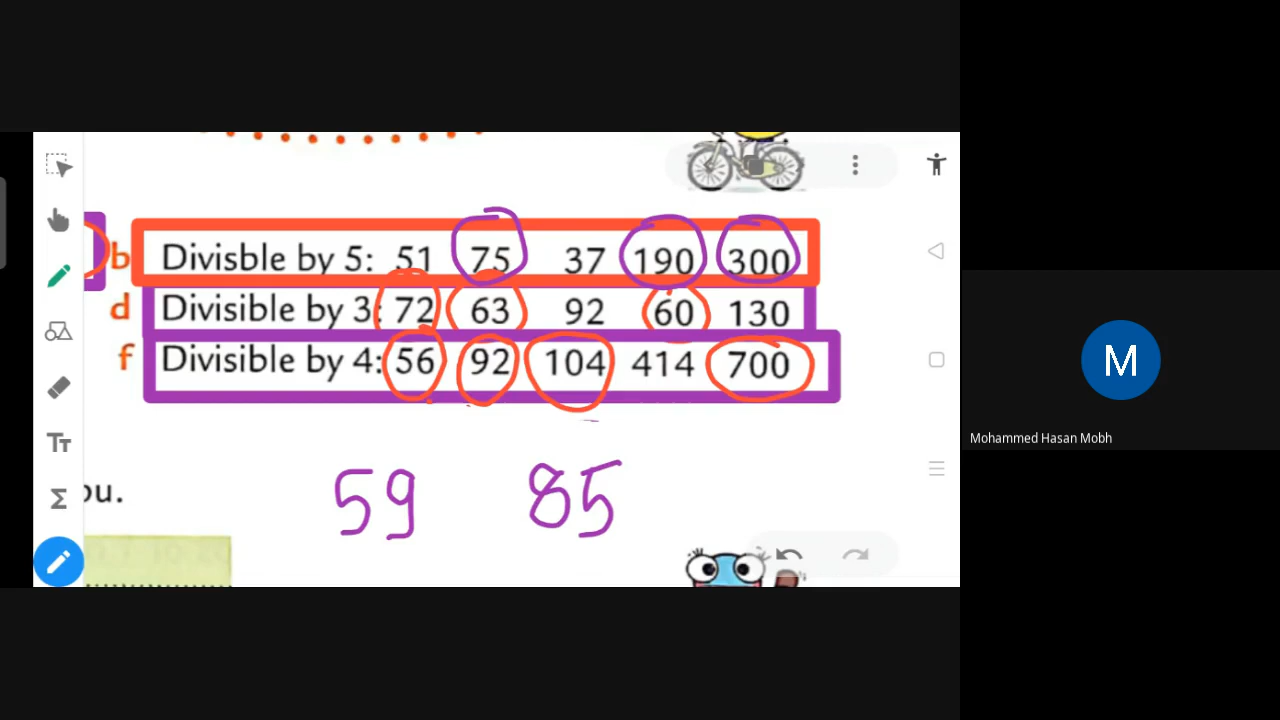 b Divisble by 5: 51 75 37 190 300
d Divisible by 3: 72 63 92 60 130
f Divisible by 4: 56 92 104 414 700
ou.
59 85
TT
Σ
M
Mohammed Hasan Mobh